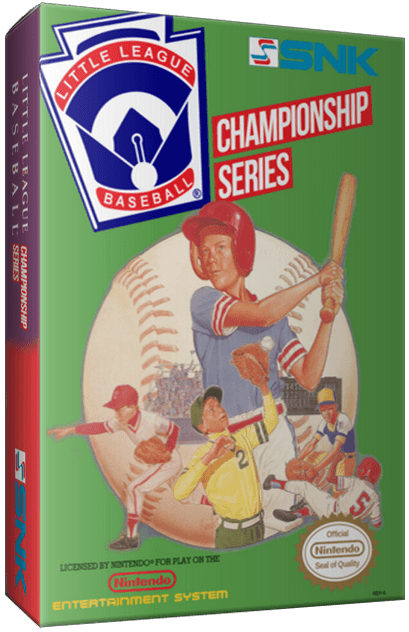 LITTLE LEAGUE
BASEBALL
®
SNK
CHAMPIONSHIP
SERIES
2
5
LICENSED BY NINTENDO® FOR PLAY ON THE
Nintendo
ENTERTAINMENT SYSTEM
Official
Nintendo
Seal of Quality
REV-A
LITTLE LEAGUE CHAMPIONSHIP
BASEBALL SERIES
SNK